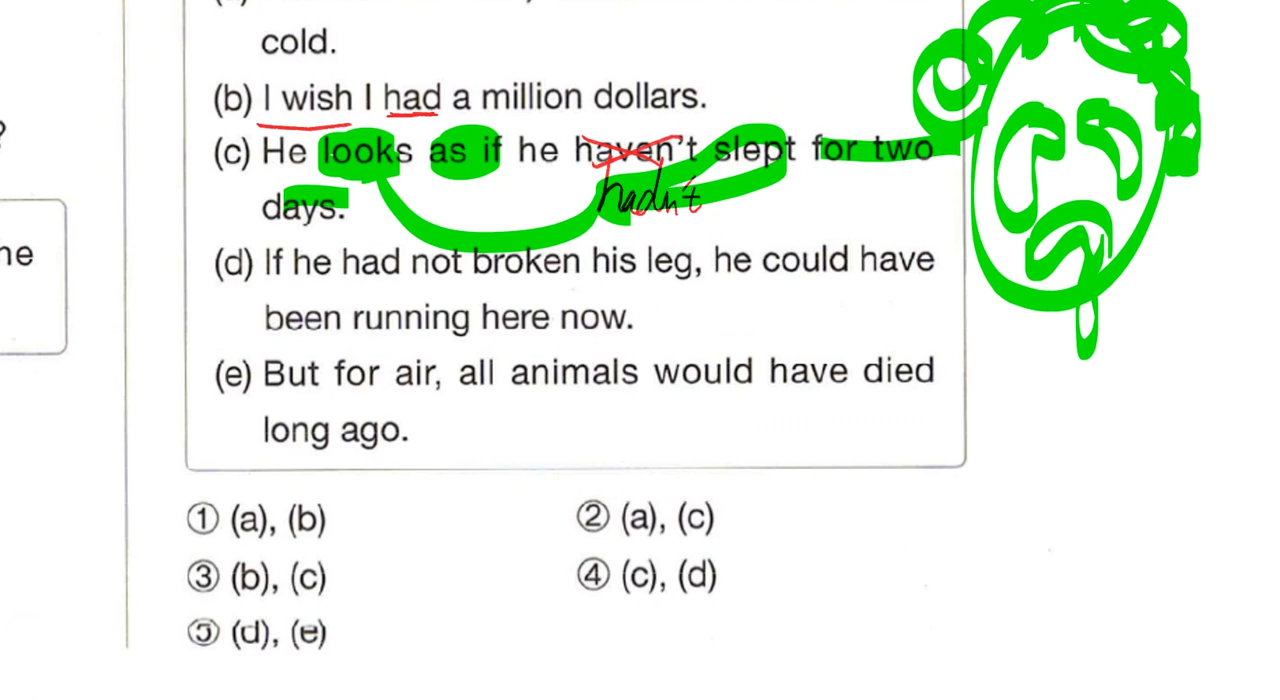 cold.
(b) I wish I had a million dollars.
(c) He looks as if he haven't slept for two
hadn't
days.
(d) If he had not broken his leg, he could have
been running here now.
(e) But for air, all animals would have died
long ago.
?
ne
① (a), (b) ② (a), (c)
③ (b), (c) ④ (c), (d)
⑤ (d), (e)